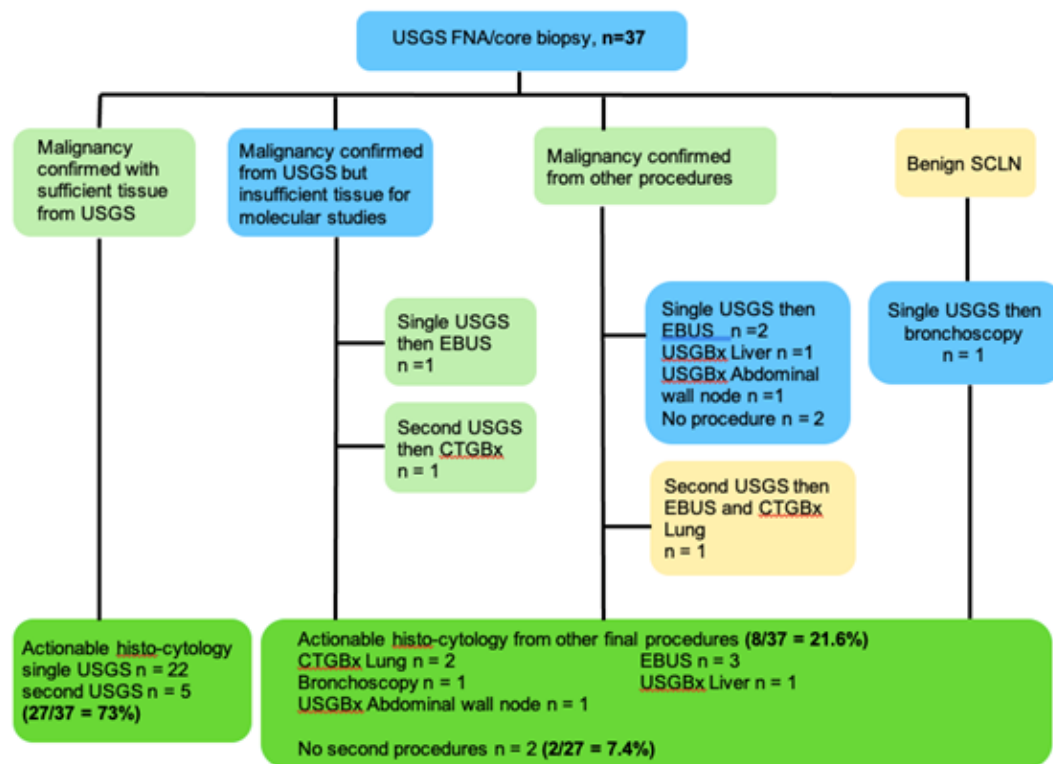 USGS FNA/core biopsy, n=37
Malignancy
confirmed with
sufficient tissue
from USGS
Malignancy confirmed
from USGS but
insufficient tissue for
molecular studies
Malignancy confirmed
from other procedures
Benign SCLN
Single USGS
then EBUS
n =1
Second USGS
then CTGBx
n = 1
Single USGS then
EBUS n =2
USGBx Liver n =1
USGBx Abdominal
wall node n =1
No procedure n = 2
Second USGS then
EBUS and CTGBx
Lung
n = 1
Single USGS then
bronchoscopy
n = 1
Actionable histo-cytology
single USGS n = 22
second USGS n = 5
(27/37 = 73%)
Actionable histo-cytology from other final procedures (8/37 = 21.6%)
CTGBx Lung n = 2 EBUS n = 3
Bronchoscopy n = 1 USGBx Liver n = 1
USGBx Abdominal wall node n = 1
No second procedures n = 2 (2/27 = 7.4%)